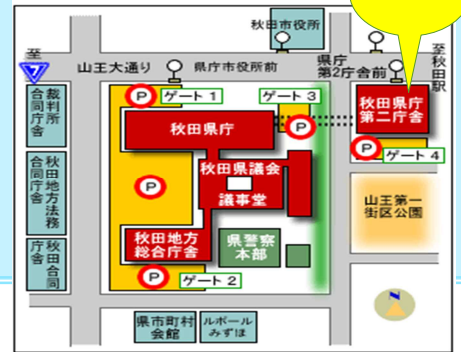 秋田市役所
至
山王大通り
県庁市役所前
県庁
第2庁舎前
至秋田駅
裁判所
合同庁舎
P
ゲート1
ゲート3
秋田県庁
P
秋田県庁
第二庁舎
P
ゲート4
秋田地方法務
合同庁舎
P
秋田県議会
議事堂
山王第一
街区公園
秋田地方
総合庁舎
県警察
本部
秋田合同
庁舎
P
ゲート2
N
県市町村
会館
ルポール
みずほ